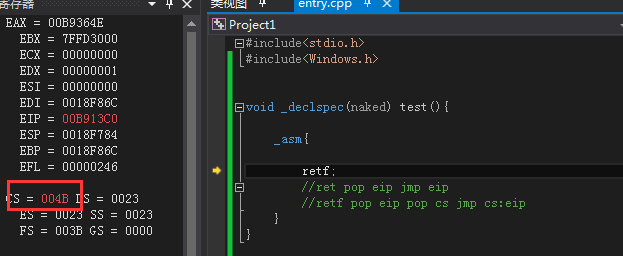 寄存器
EAX = 00B9364E
EBX = 7FFD3000
ECX = 00000000
EDX = 00000001
ESI = 00000000
EDI = 0018F86C
EIP = 00B913C0
ESP = 0018F784
EBP = 0018F86C
EFL = 00000246
CS = 004B DS = 0023
ES = 0023 SS = 0023
FS = 003B GS = 0000
类视图
entry.cpp
Project1
#include<stdio.h>
#include<Windows.h>
void _declspec(naked) test(){
_asm{
retf;
//ret pop eip jmp eip
//retf pop eip pop cs jmp cs:eip
}
}